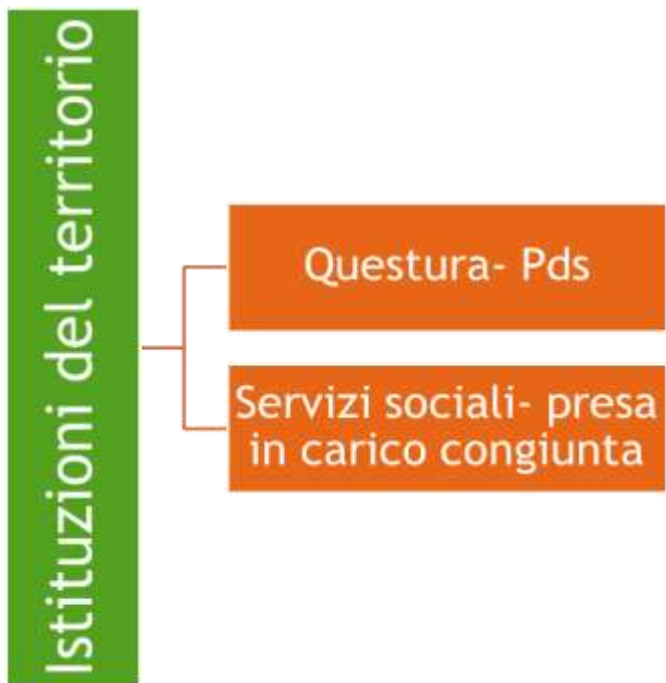 Istituzioni del territorio
Questura- Pds
Servizi sociali- presa
in carico congiunta